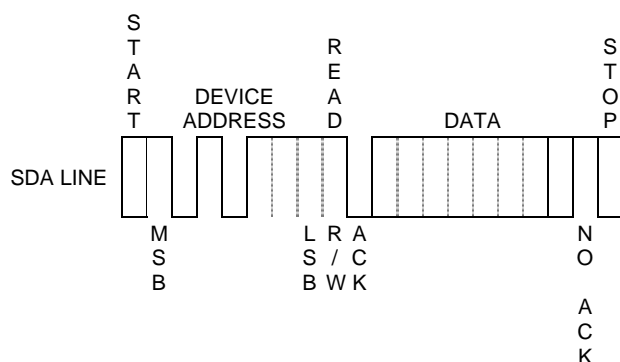 START
DEVICE
ADDRESS
READ
DATA
STOP
SDA LINE
MSB
LSB
R/W
ACK
NO ACK